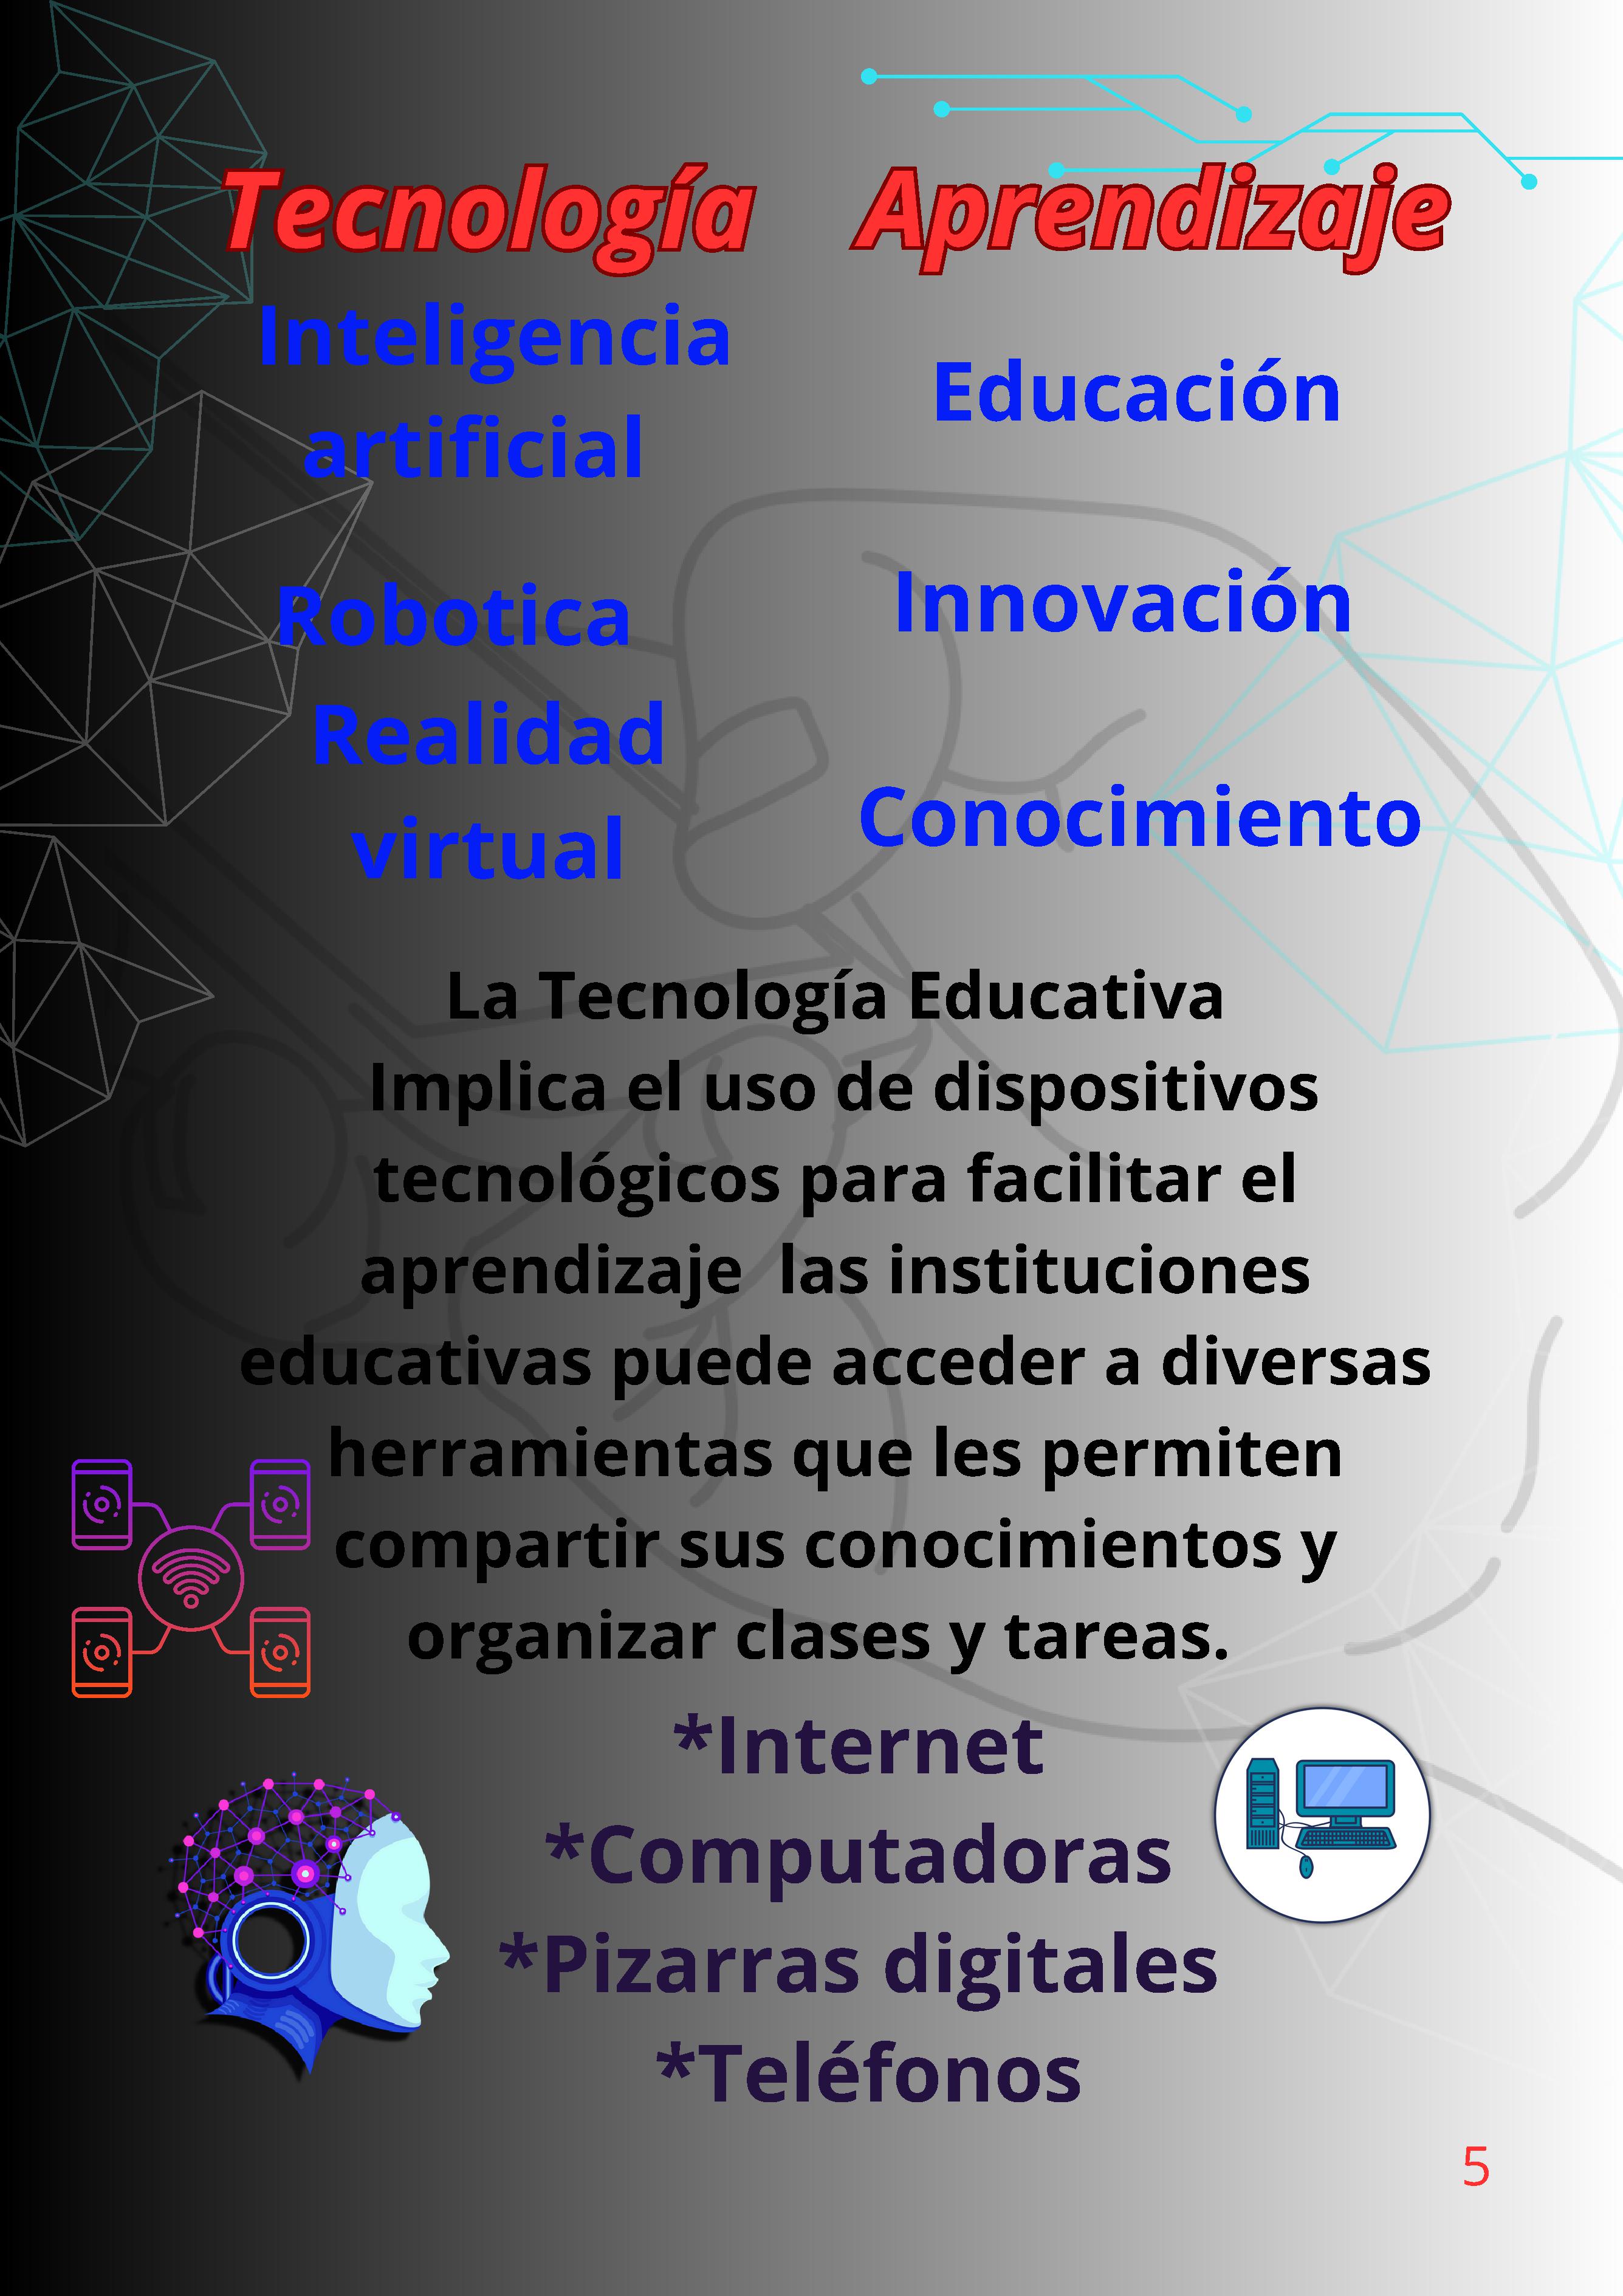 Tecnología
Inteligencia
artificial
Robotica
Realidad
virtual
Aprendizaje
Educación
Innovación
Conocimiento
La Tecnología Educativa
Implica el uso de dispositivos
tecnológicos para facilitar el
aprendizaje  las instituciones
educativas puede acceder a diversas
herramientas que les permiten
compartir sus conocimientos y
organizar clases y tareas.
*Internet
*Computadoras
*Pizarras digitales
*Teléfonos
5